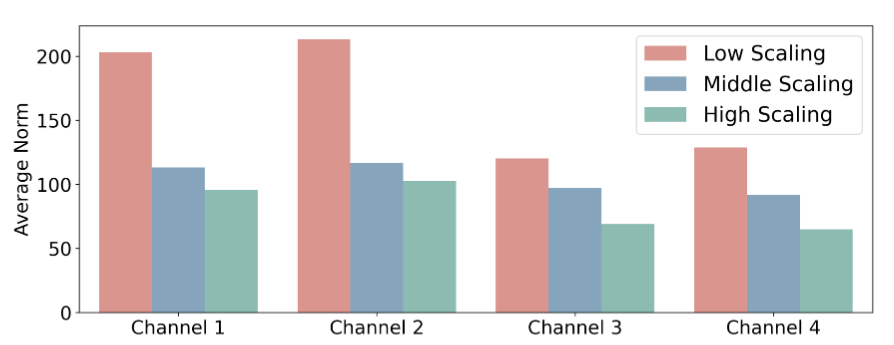 Average Norm
200
150
100
50
0
Low Scaling
Middle Scaling
High Scaling
Channel 1
Channel 2
Channel 3
Channel 4